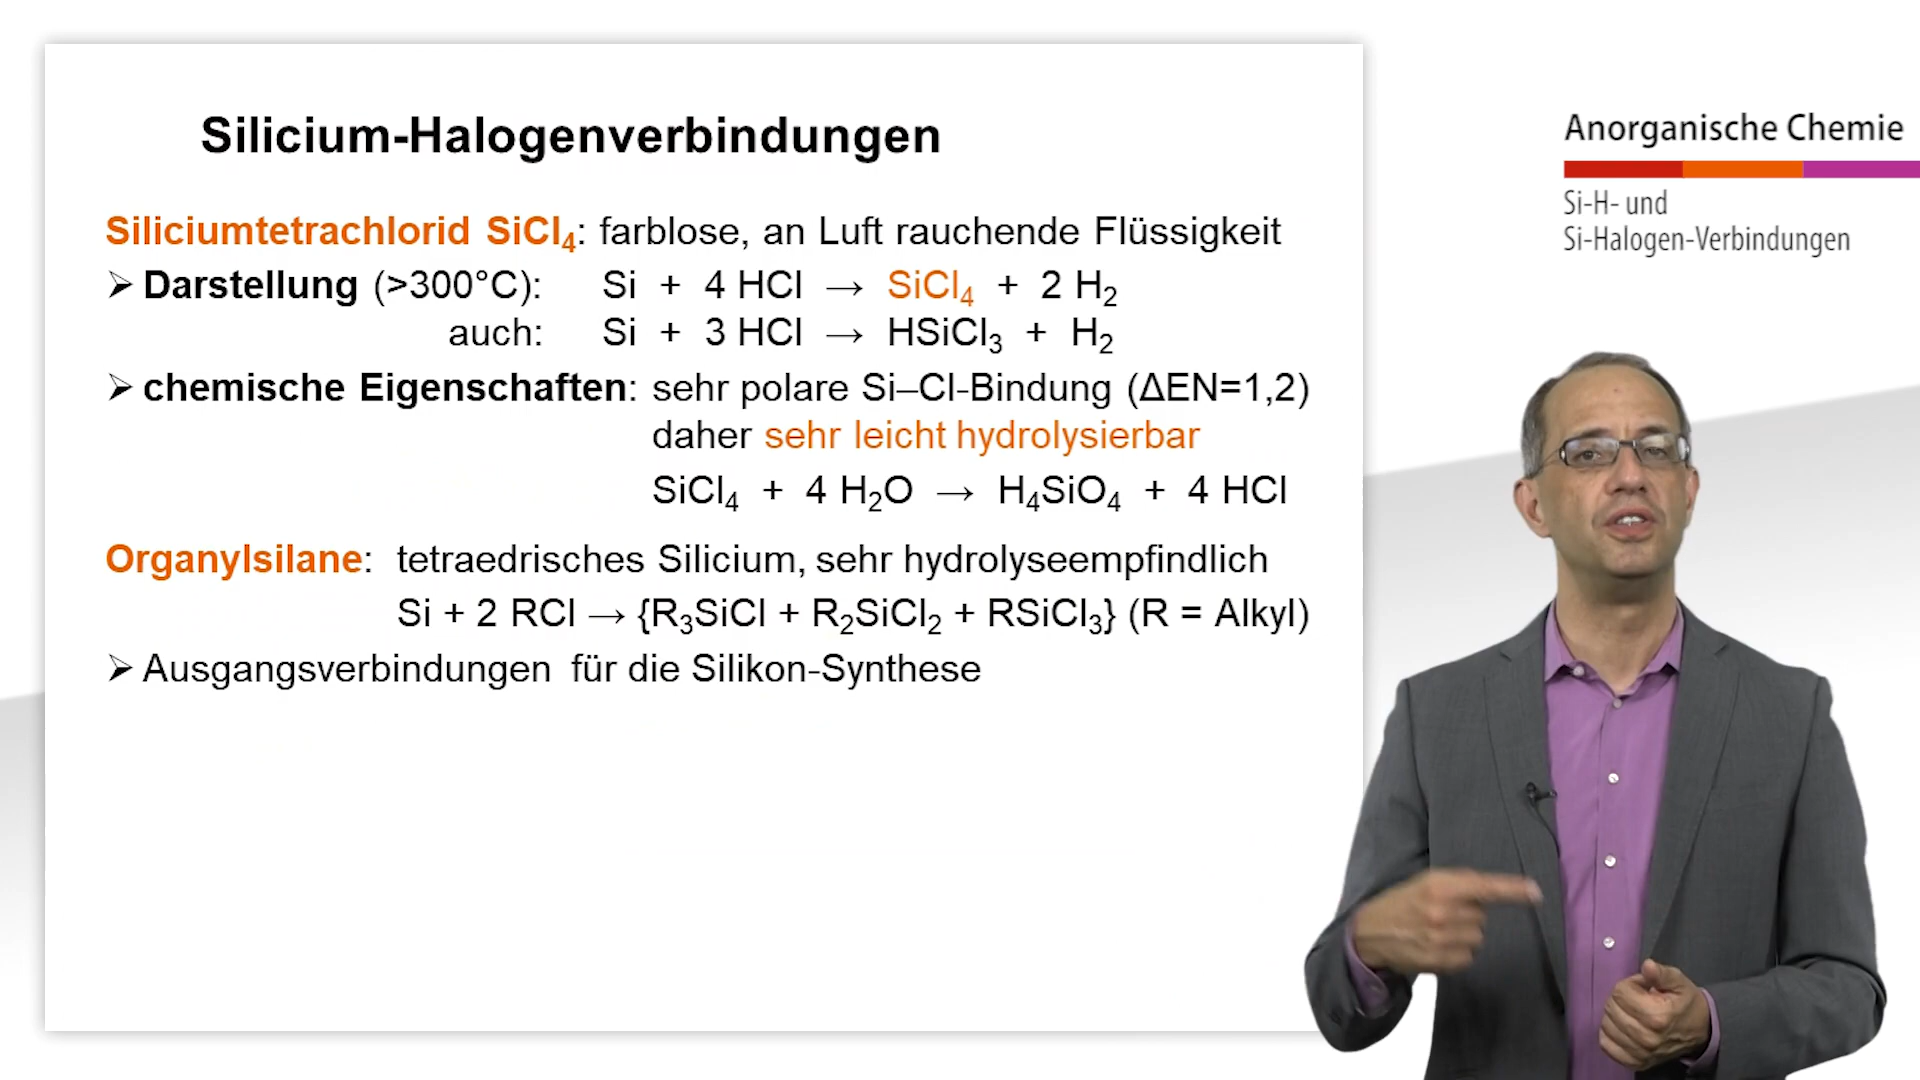 Silicium-Halogenverbindungen
Siliciumtetrachlorid SiCl₄: farblose, an Luft rauchende Flüssigkeit
➢ Darstellung (>300°C): Si + 4 HCl → SiCl₄ + 2 H₂
auch: Si + 3 HCl → HSiCl₃ + H₂
➢ chemische Eigenschaften: sehr polare Si–Cl-Bindung (ΔEN=1,2)
daher sehr leicht hydrolysierbar
SiCl₄ + 4 H₂O → H₄SiO₄ + 4 HCl
Organylsilane: tetraedrisches Silicium, sehr hydrolyseempfindlich
Si + 2 RCl → {R₃SiCl + R₂SiCl₂ + RSiCl₃} (R = Alkyl)
➢ Ausgangsverbindungen für die Silikon-Synthese
Anorganische Chemie
Si-H- und
Si-Halogen-Verbindungen